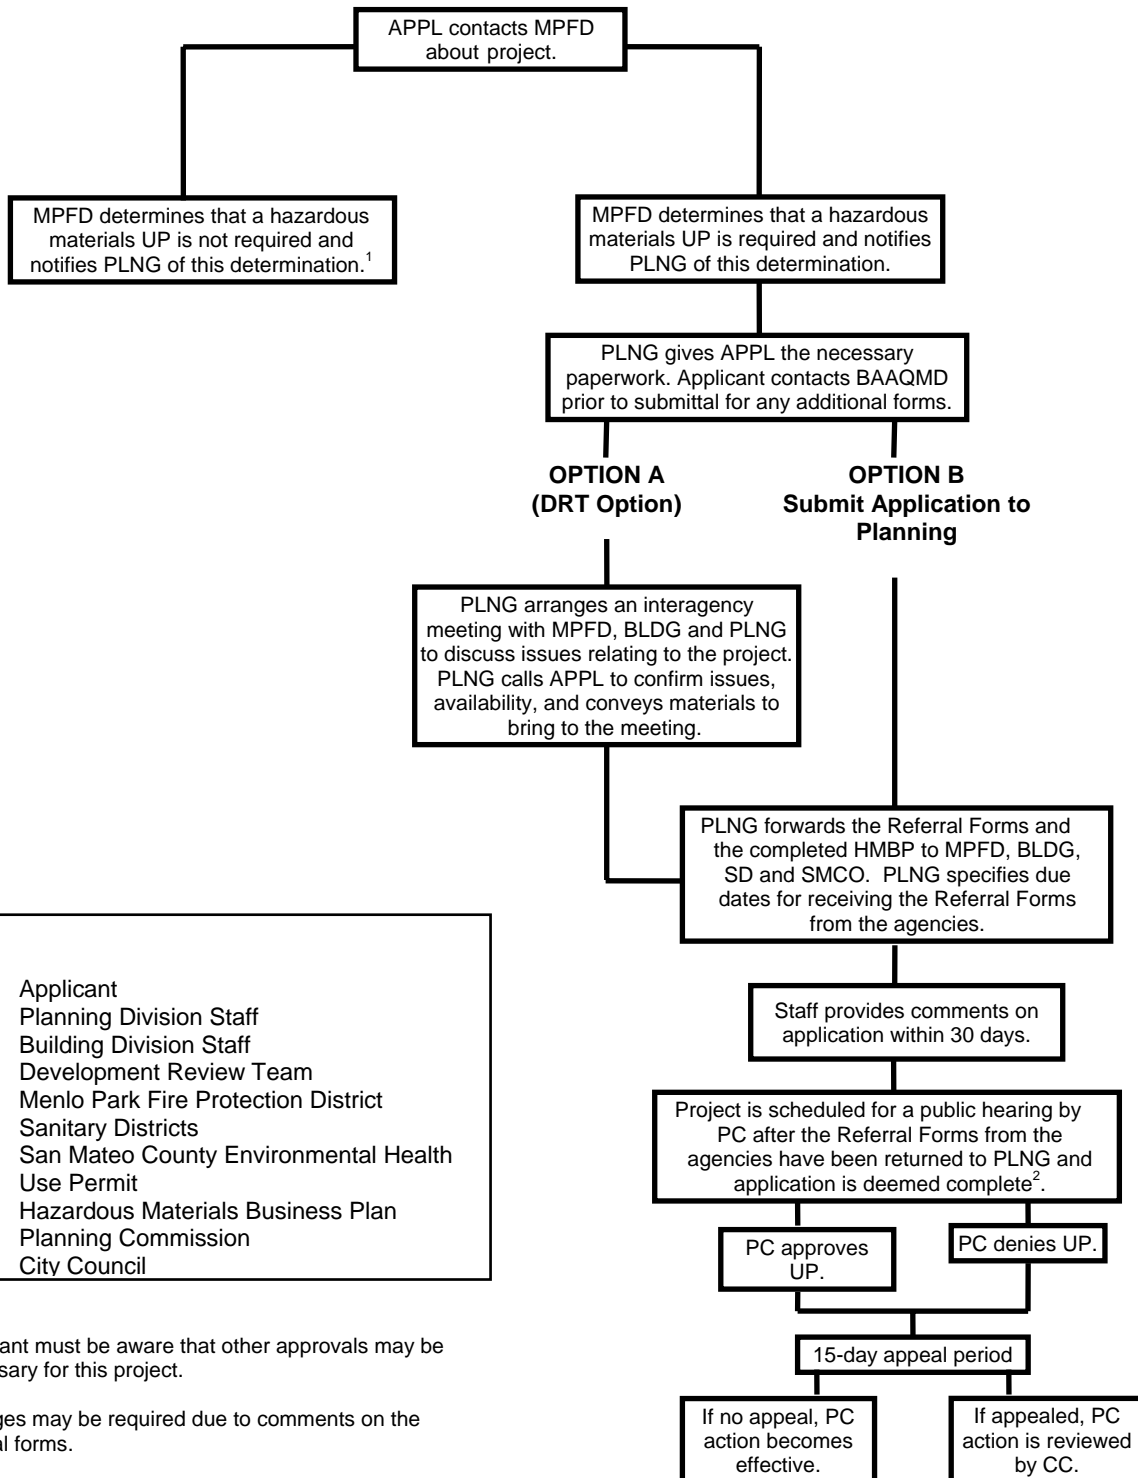 APPL contacts MPFD
about project.
MPFD determines that a hazardous
materials UP is not required and
notifies PLNG of this determination.1
MPFD determines that a hazardous
materials UP is required and notifies
PLNG of this determination.
PLNG gives APPL the necessary
paperwork. Applicant contacts BAAQMD
prior to submittal for any additional forms.
OPTION A
(DRT Option)
OPTION B
Submit Application to
Planning
PLNG arranges an interagency
meeting with MPFD, BLDG and PLNG
to discuss issues relating to the project.
PLNG calls APPL to confirm issues,
availability, and conveys materials to
bring to the meeting.
PLNG forwards the Referral Forms and
the completed HMBP to MPFD, BLDG,
SD and SMCO. PLNG specifies due
dates for receiving the Referral Forms
from the agencies.
Staff provides comments on
application within 30 days.
Project is scheduled for a public hearing by
PC after the Referral Forms from the
agencies have been returned to PLNG and
application is deemed complete2.
PC approves
UP.
PC denies UP.
15-day appeal period
If no appeal, PC
action becomes
effective.
If appealed, PC
action is reviewed
by CC.
Applicant
Planning Division Staff
Building Division Staff
Development Review Team
Menlo Park Fire Protection District
Sanitary Districts
San Mateo County Environmental Health
Use Permit
Hazardous Materials Business Plan
Planning Commission
City Council
ant must be aware that other approvals may be
sary for this project.
ges may be required due to comments on the
al forms.